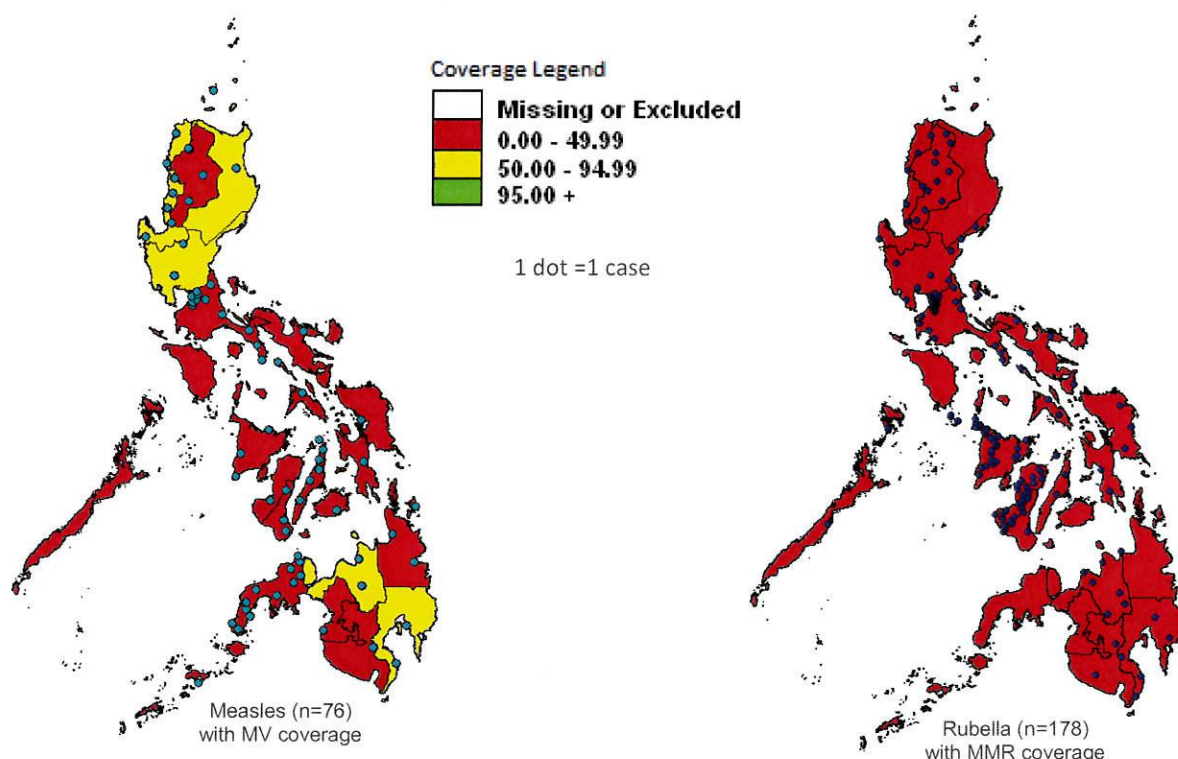 Coverage Legend
Missing or Excluded
0.00 - 49.99
50.00 - 94.99
95.00 +
1 dot =1 case
Measles (n=76)
with MV coverage
Rubella (n=178)
with MMR coverage